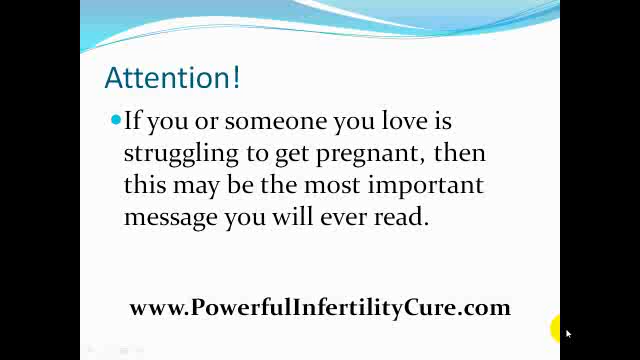 Attention!
If you or someone you love is
struggling to get pregnant, then
this may be the most important
message you will ever read.
www.PowerfulInfertilityCure.com